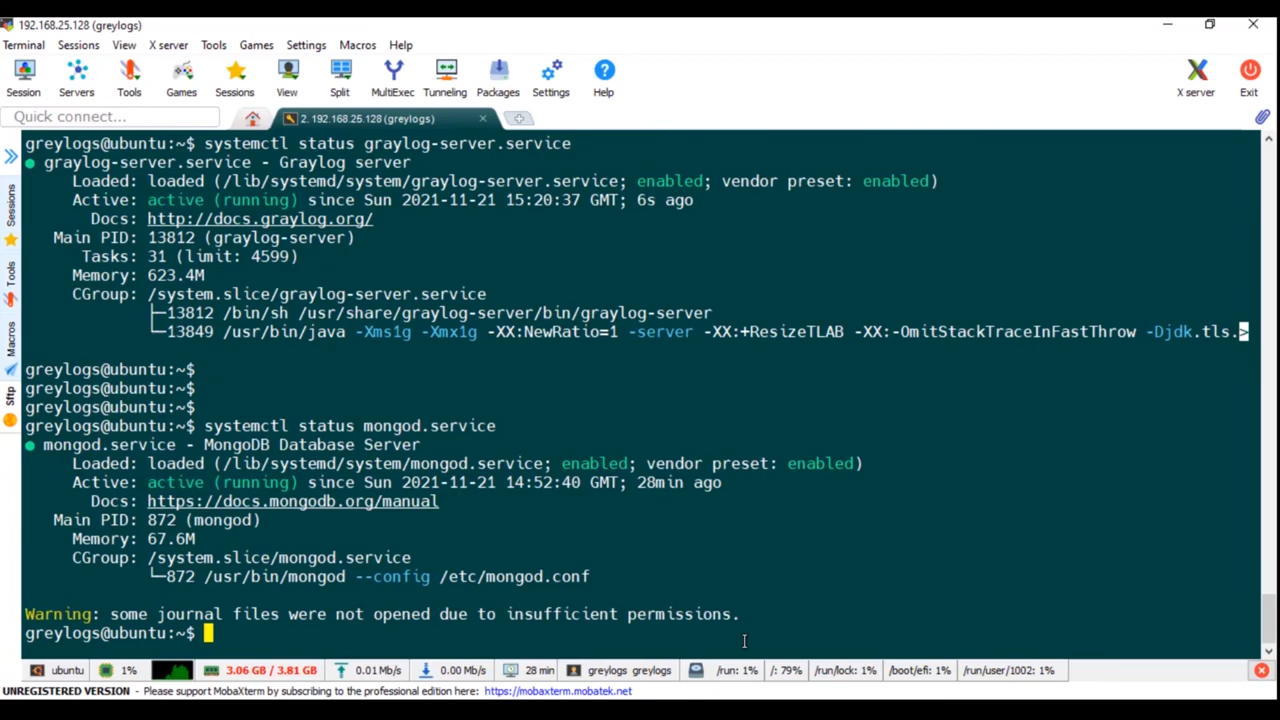 192.168.25.128 (greylogs)
Terminal Sessions View X server Tools Games Settings Macros Help
Session Servers Tools Games Sessions View Split MultiExec Tunneling Packages Settings Help X server Exit
Quick connect... 2. 192.168.25.128 (greylogs)
greylogs@ubuntu:~$ systemctl status graylog-server.service
● graylog-server.service - Graylog server
Loaded: loaded (/lib/systemd/system/graylog-server.service; enabled; vendor preset: enabled)
Active: active (running) since Sun 2021-11-21 15:20:37 GMT; 6s ago
Docs: http://docs.graylog.org/
Main PID: 13812 (graylog-server)
Tasks: 31 (limit: 4599)
Memory: 623.4M
CGroup: /system.slice/graylog-server.service
├─13812 /bin/sh /usr/share/graylog-server/bin/graylog-server
└─13849 /usr/bin/java -Xms1g -Xmx1g -XX:NewRatio=1 -server -XX:+ResizeTLAB -XX:-OmitStackTraceInFastThrow -Djdk.tls.>
greylogs@ubuntu:~$
greylogs@ubuntu:~$
greylogs@ubuntu:~$
greylogs@ubuntu:~$ systemctl status mongod.service
● mongod.service - MongoDB Database Server
Loaded: loaded (/lib/systemd/system/mongod.service; enabled; vendor preset: enabled)
Active: active (running) since Sun 2021-11-21 14:52:40 GMT; 28min ago
Docs: https://docs.mongodb.org/manual
Main PID: 872 (mongod)
Memory: 67.6M
CGroup: /system.slice/mongod.service
└─872 /usr/bin/mongod --config /etc/mongod.conf
Warning: some journal files were not opened due to insufficient permissions.
greylogs@ubuntu:~$
Sessions
Tools
Macros
Sftp
ubuntu 1% 3.06 GB / 3.81 GB 0.01 Mb/s 0.00 Mb/s 28 min greylogs greylogs /run: 1% /: 79% /run/lock: 1% /boot/efi: 1% /run/user/1002: 1%
UNREGISTERED VERSION - Please support MobaXterm by subscribing to the professional edition here: https://mobaxterm.mobatek.net